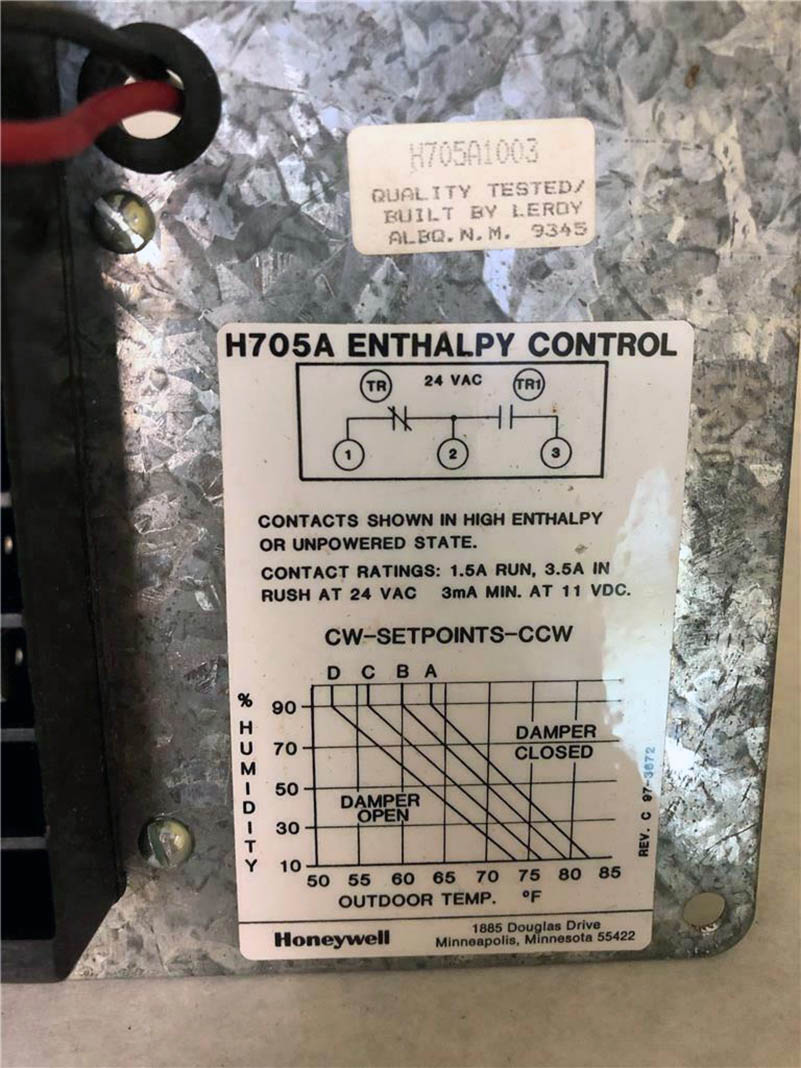 H705A1003
QUALITY TESTED/
BUILT BY LEROY
ALBQ.N.M. 9345
H705A ENTHALPY CONTROL
TR 24 VAC TR1
1 2 3
CONTACTS SHOWN IN HIGH ENTHALPY
OR UNPOWERED STATE.
CONTACT RATINGS: 1.5A RUN, 3.5A IN
RUSH AT 24 VAC 3mA MIN. AT 11 VDC.
CW-SETPOINTS-CCW
D C B A
% HUMIDITY
90
70
50
30
10
DAMPER
CLOSED
DAMPER
OPEN
50 55 60 65 70 75 80 85
OUTDOOR TEMP. °F
REV. C 97-3672
Honeywell
1885 Douglas Drive
Minneapolis, Minnesota 55422